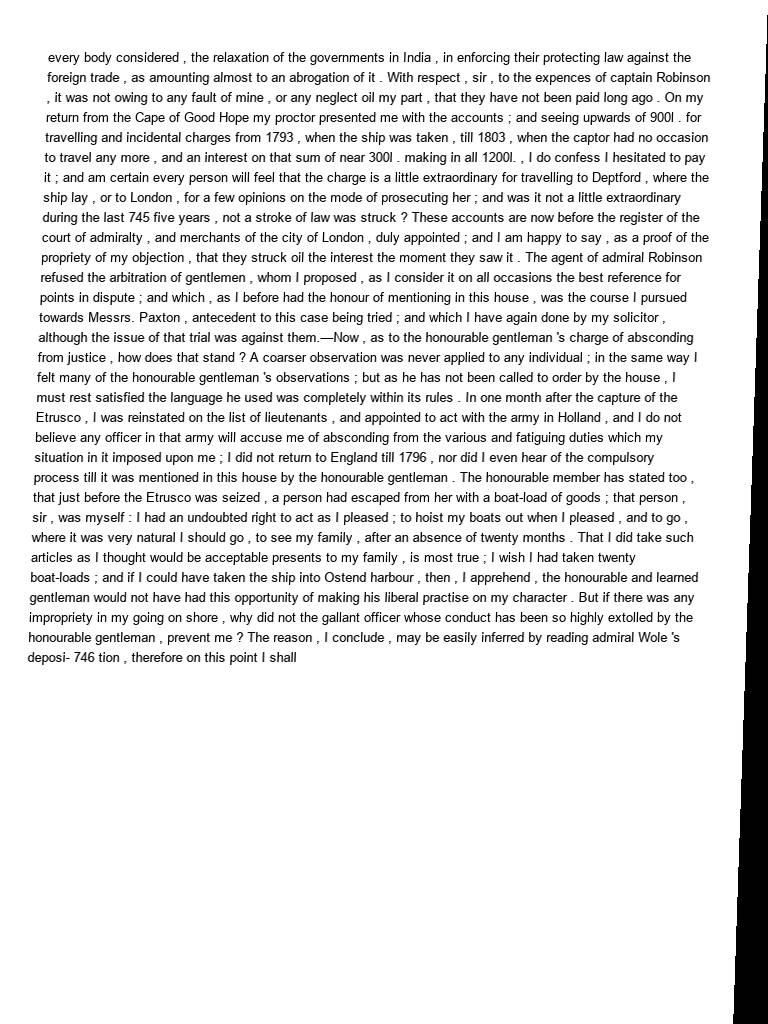 every body considered , the relaxation of the governments in India , in enforcing their protecting law against the
foreign trade , as amounting almost to an abrogation of it . With respect , sir , to the expences of captain Robinson
, it was not owing to any fault of mine , or any neglect oil my part , that they have not been paid long ago . On my
return from the Cape of Good Hope my proctor presented me with the accounts ; and seeing upwards of 900l . for
travelling and incidental charges from 1793 , when the ship was taken , till 1803 , when the captor had no occasion
to travel any more , and an interest on that sum of near 300l . making in all 1200l. , I do confess I hesitated to pay
it ; and am certain every person will feel that the charge is a little extraordinary for travelling to Deptford , where the
ship lay , or to London , for a few opinions on the mode of prosecuting her ; and was it not a little extraordinary
during the last 745 five years , not a stroke of law was struck ? These accounts are now before the register of the
court of admiralty , and merchants of the city of London , duly appointed ; and I am happy to say , as a proof of the
propriety of my objection , that they struck oil the interest the moment they saw it . The agent of admiral Robinson
refused the arbitration of gentlemen , whom I proposed , as I consider it on all occasions the best reference for
points in dispute ; and which , as I before had the honour of mentioning in this house , was the course I pursued
towards Messrs. Paxton , antecedent to this case being tried ; and which I have again done by my solicitor ,
although the issue of that trial was against them.—Now , as to the honourable gentleman 's charge of absconding
from justice , how does that stand ? A coarser observation was never applied to any individual ; in the same way I
felt many of the honourable gentleman 's observations ; but as he has not been called to order by the house , I
must rest satisfied the language he used was completely within its rules . In one month after the capture of the
Etrusco , I was reinstated on the list of lieutenants , and appointed to act with the army in Holland , and I do not
believe any officer in that army will accuse me of absconding from the various and fatiguing duties which my
situation in it imposed upon me ; I did not return to England till 1796 , nor did I even hear of the compulsory
process till it was mentioned in this house by the honourable gentleman . The honourable member has stated too ,
that just before the Etrusco was seized , a person had escaped from her with a boat-load of goods ; that person ,
sir , was myself : I had an undoubted right to act as I pleased ; to hoist my boats out when I pleased , and to go ,
where it was very natural I should go , to see my family , after an absence of twenty months . That I did take such
articles as I thought would be acceptable presents to my family , is most true ; I wish I had taken twenty
boat-loads ; and if I could have taken the ship into Ostend harbour , then , I apprehend , the honourable and learned
gentleman would not have had this opportunity of making his liberal practise on my character . But if there was any
impropriety in my going on shore , why did not the gallant officer whose conduct has been so highly extolled by the
honourable gentleman , prevent me ? The reason , I conclude , may be easily inferred by reading admiral Wole 's
deposi- 746 tion , therefore on this point I shall